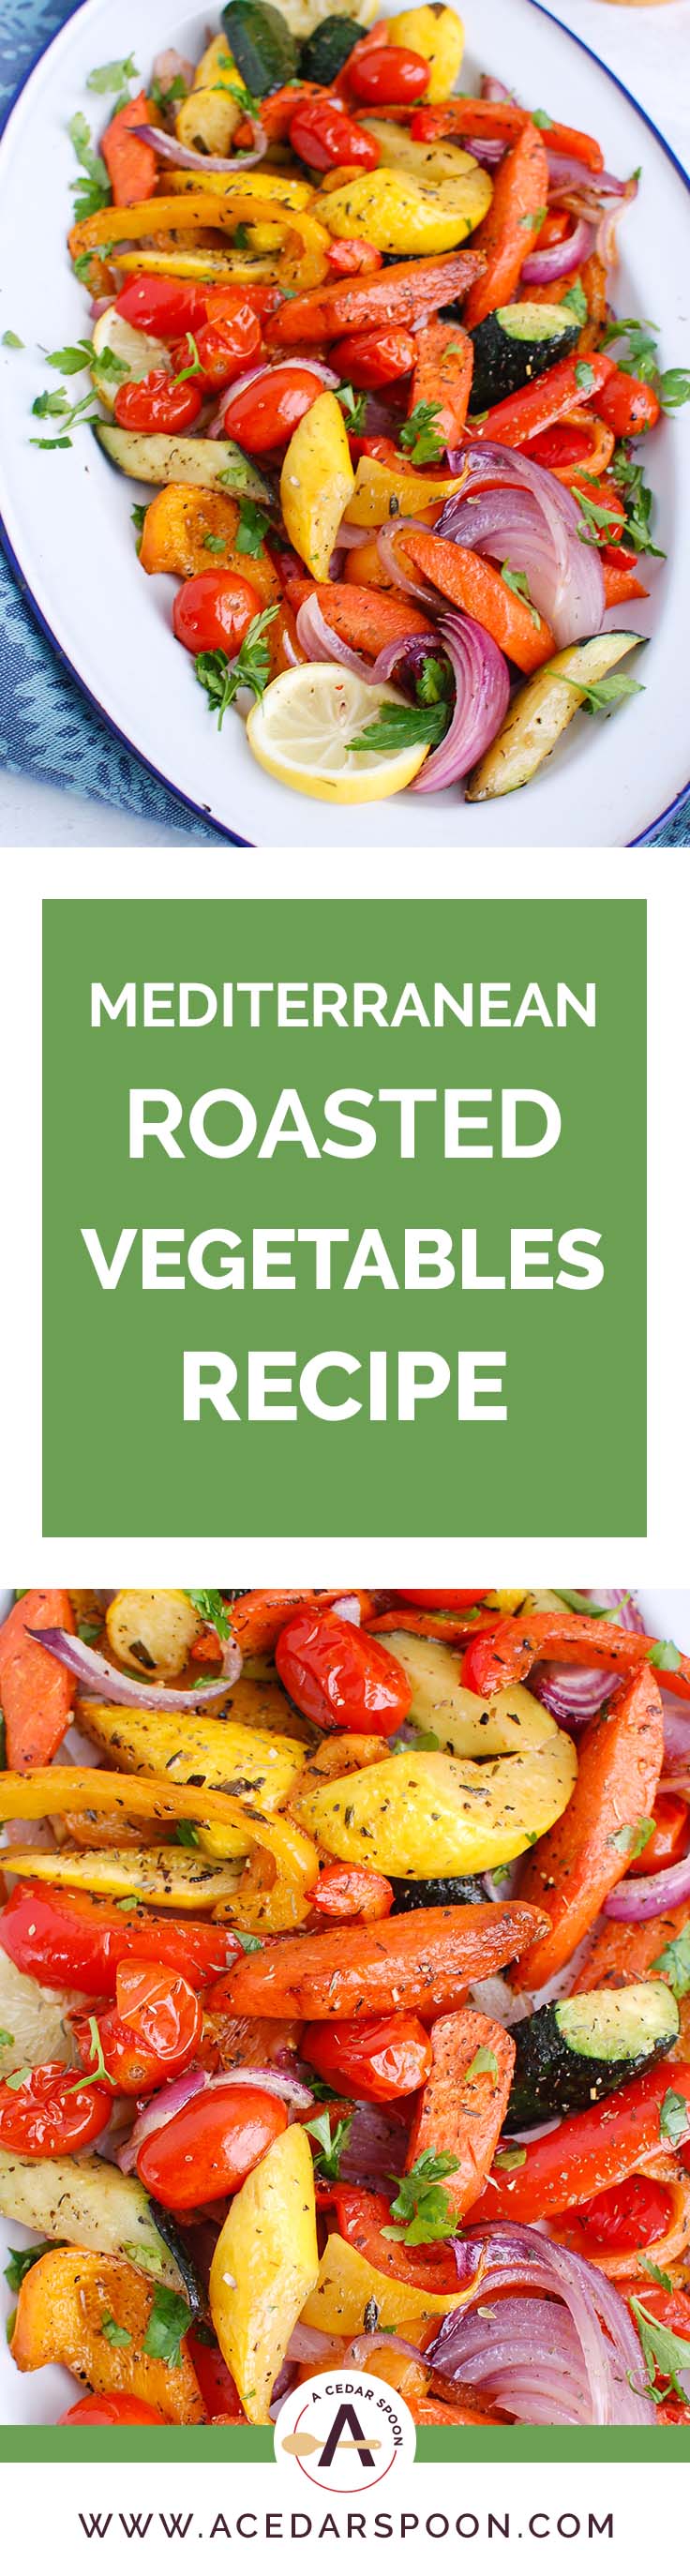 MEDITERRANEAN
ROASTED
VEGETABLES
RECIPE
A CEDAR SPOON
A
WWW.ACEDARSPOON.COM